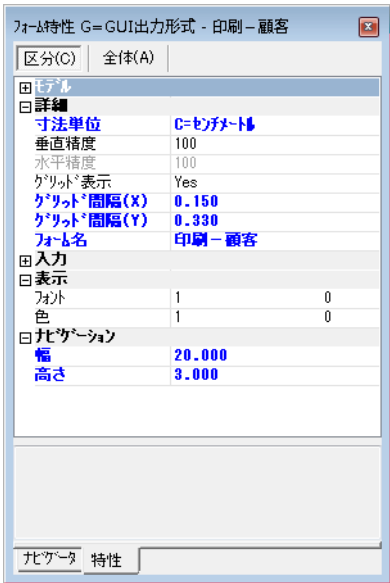 フォーム特性 G=GUI出力形式 - 印刷－顧客
区分(C) 全体(A)
モデル
詳細
寸法単位 C=センチメートル
垂直精度 100
水平精度 100
グリッド表示 Yes
グリッド間隔(X) 0.150
グリッド間隔(Y) 0.330
フォーム名 印刷－顧客
入力
表示
フォント 1 0
色 1 0
ナビゲーション
幅 20.000
高さ 3.000
ナビゲータ 特性